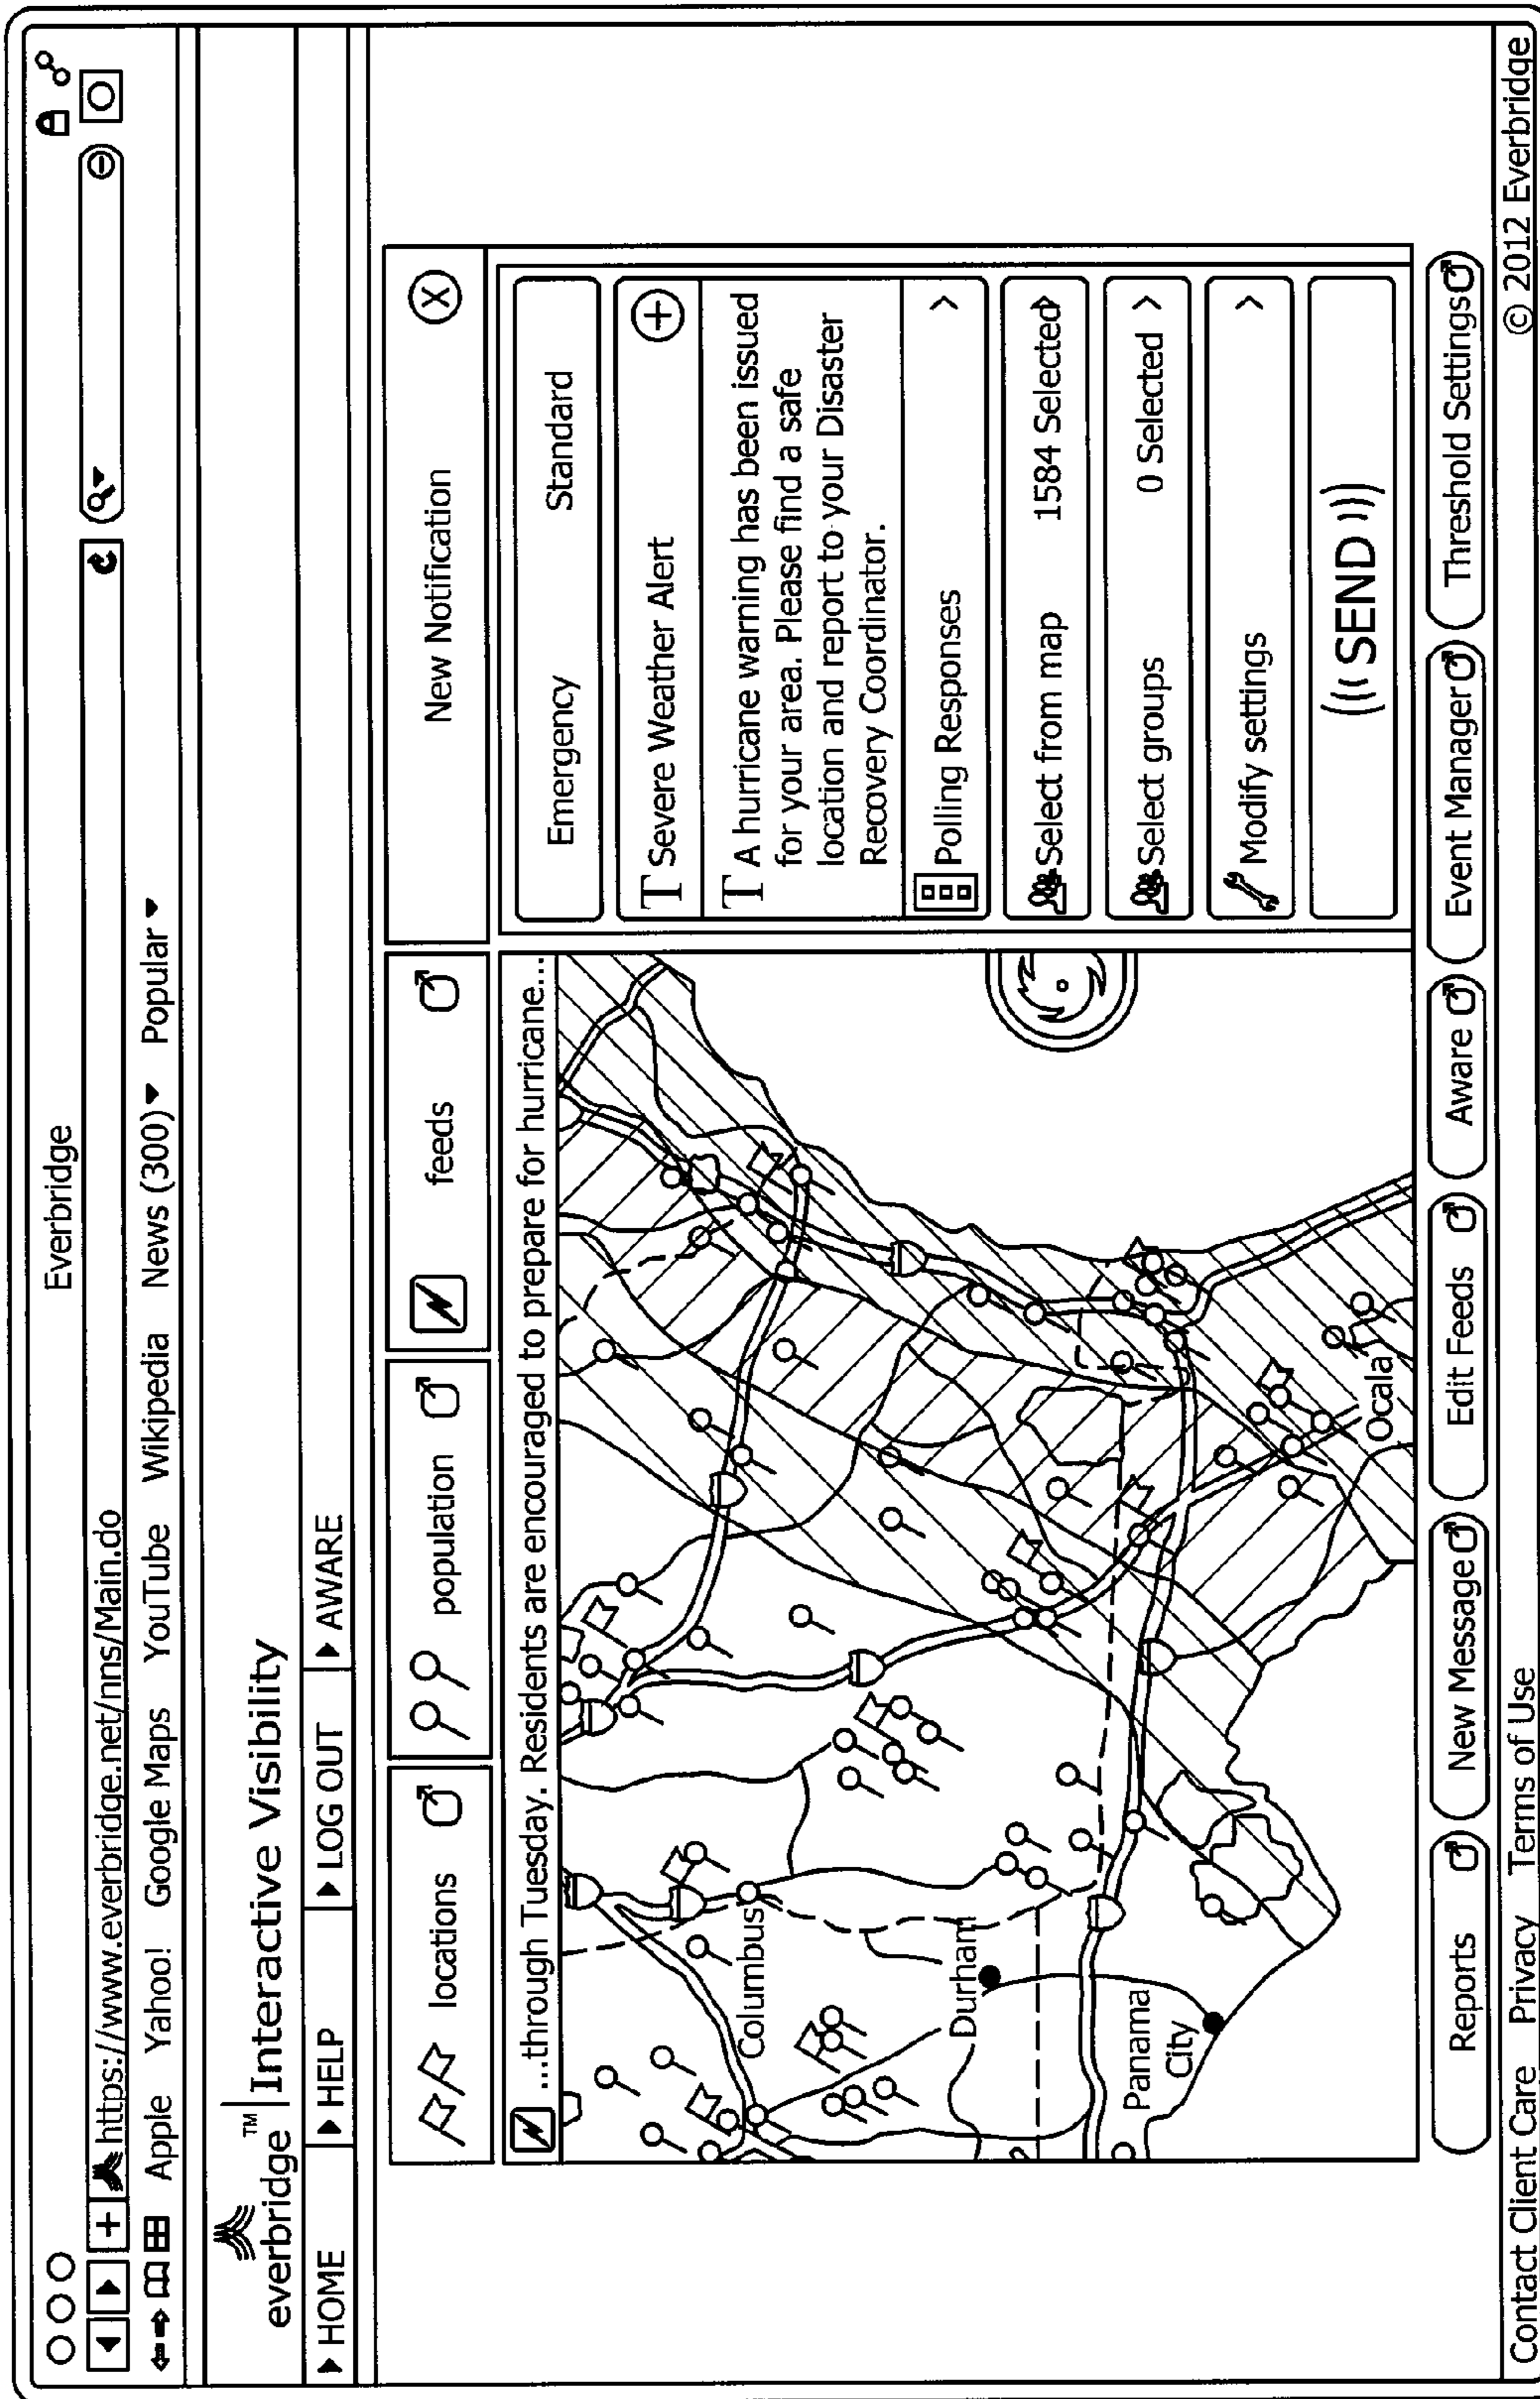 Everbridge
https://www.everbridge.net/nns/Main.do
Apple Yahoo! Google Maps YouTube Wikipedia News (300) Popular
everbridge™ Interactive Visibility
HOME HELP LOG OUT AWARE
locations population feeds
New Notification
...through Tuesday. Residents are encouraged to prepare for hurricane...
Columbus
Durham
Panama
City
Ocala
Emergency Standard
T Severe Weather Alert
T A hurricane warning has been issued
for your area. Please find a safe
location and report to your Disaster
Recovery Coordinator.
Polling Responses >
Select from map 1584 Selected >
Select groups 0 Selected >
Modify settings >
((( SEND )))
Reports New Message Edit Feeds Aware Event Manager Threshold Settings
Contact Client Care Privacy Terms of Use © 2012 Everbridge